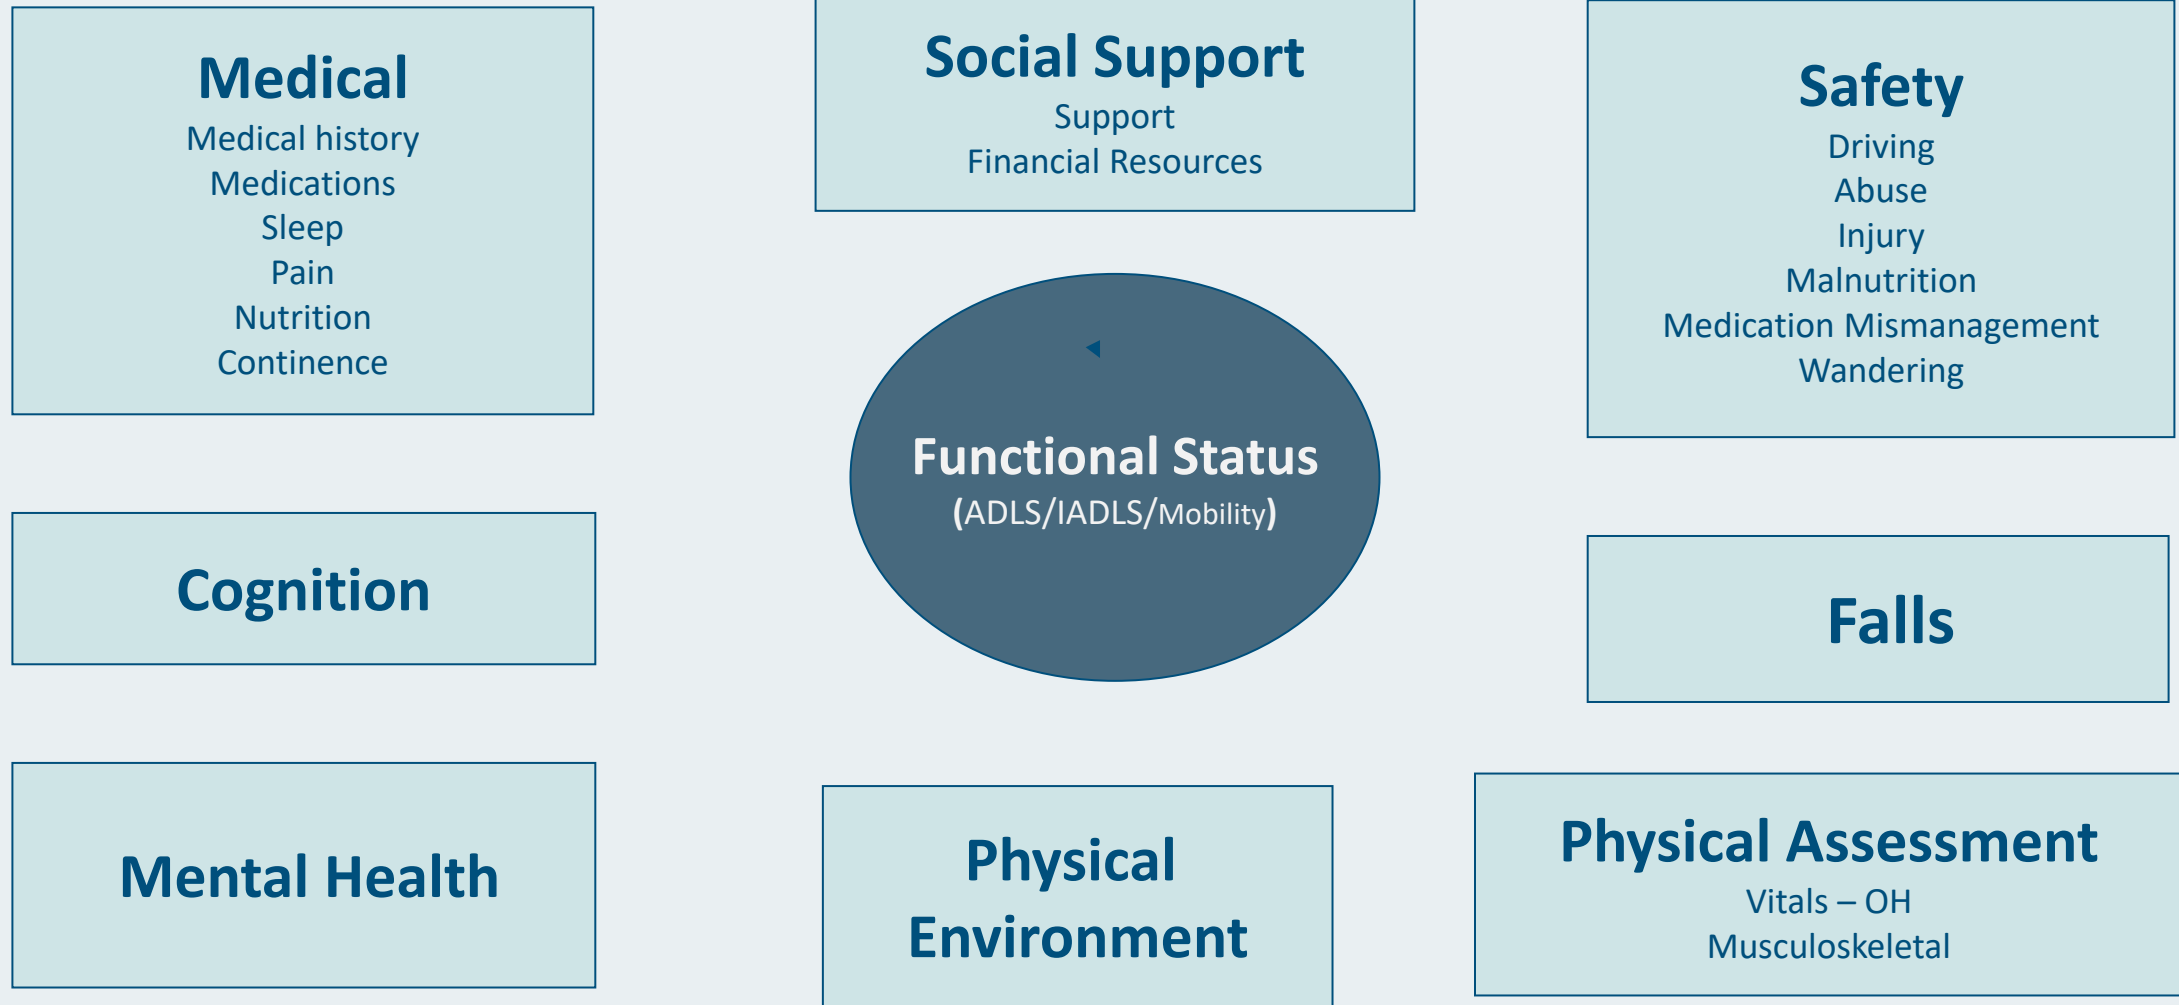 Medical
Medical history
Medications
Sleep
Pain
Nutrition
Continence
Social Support
Support
Financial Resources
Safety
Driving
Abuse
Injury
Malnutrition
Medication Mismanagement
Wandering
Functional Status
(ADLS/IADLS/Mobility)
Cognition
Falls
Mental Health
Physical
Environment
Physical Assessment
Vitals – OH
Musculoskeletal